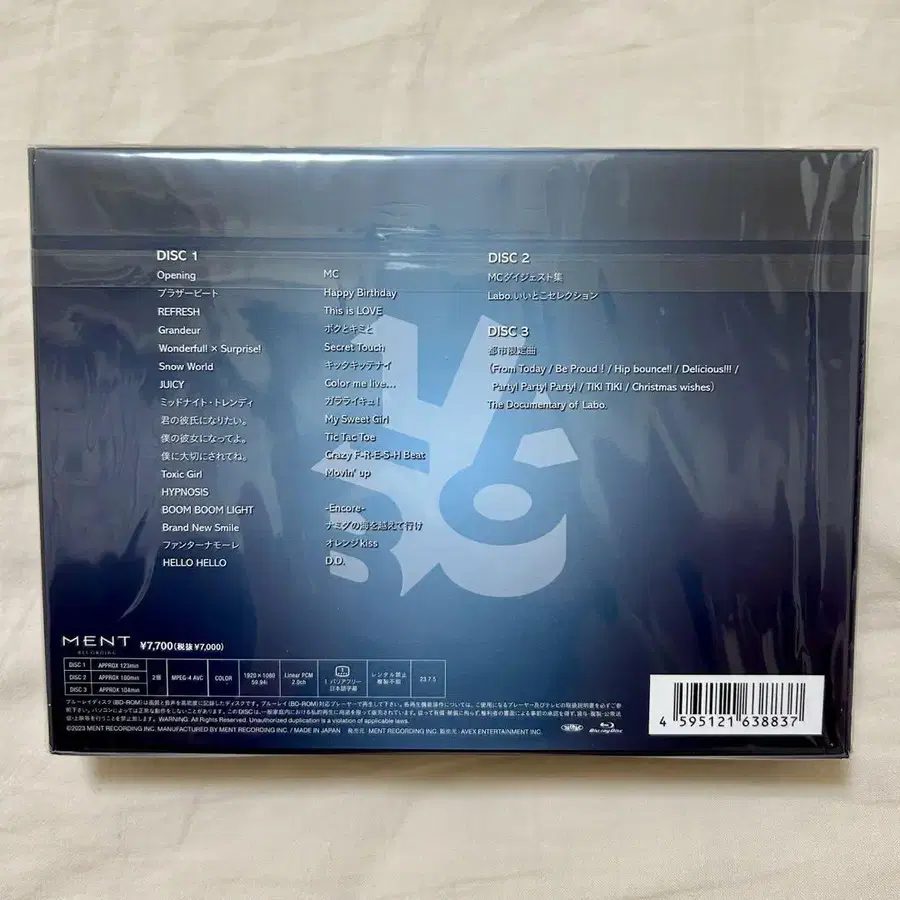 DISC 1
Opening
ブラザービート
REFRESH
Grandeur
Wonderful! × Surprise!
Snow World
JUICY
ミッドナイト・トレンディ
君の彼氏になりたい。
僕の彼女になってよ。
僕に大切にされてね。
Toxic Girl
HYPNOSIS
BOOM BOOM LIGHT
Brand New Smile
ファンターナモーレ
HELLO HELLO
MC
Happy Birthday
This is LOVE
ボクとキミと
Secret Touch
キッタキッテナイ
Color me live...
ガラライキュ!
My Sweet Girl
Tic Tac Toe
Crazy F-R-E-S-H Beat
Movin' up
-Encore-
ナミダの海を越えて行け
オレンジkiss
D.D.
DISC 2
MCダイジェスト集
Labo.いいとこセレクション
DISC 3
都市限定曲
(From Today / Be Proud! / Hip bounce!! / Delicious!!! /
Party! Party! Party! / TIKI TIKI / Christmas wishes)
The Documentary of Labo.
LABO
MENT
RECORDING
¥7,700(税抜 ¥7,000)
DISC 1 APPROX 123min
DISC 2 APPROX 100min
DISC 3 APPROX 104min
2層
MPEG-4 AVC
COLOR
1920×1080
59.94i
Linear PCM
2.0ch
1 バリアフリー
日本語字幕
レンタル禁止
複製不能
23.7.5
WARNING: All Rights Reserved. Unauthorized duplication is a violation of applicable laws.
©2023 MENT RECORDING INC. MANUFACTURED BY MENT RECORDING INC. / MADE IN JAPAN 発売元 MENT RECORDING INC. 販売元: AVEX ENTERTAINMENT INC.
Blu-ray Disc
4 595121 638837